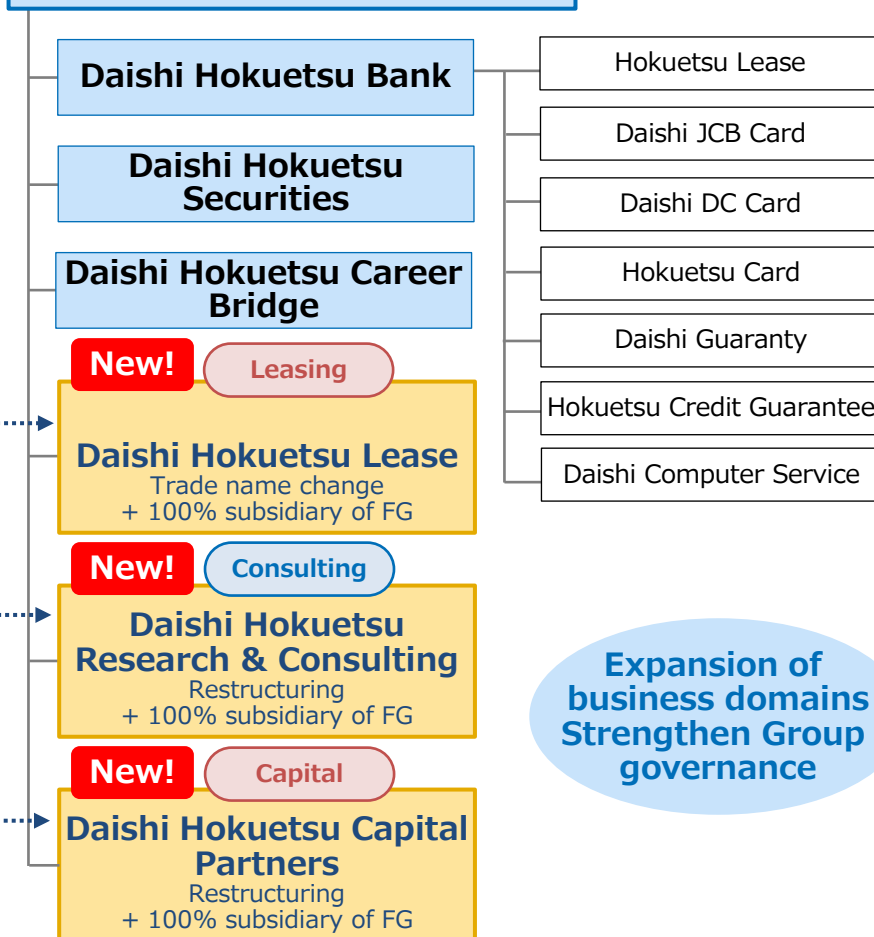 Daishi Hokuetsu Bank
Daishi Hokuetsu
Securities
Daishi Hokuetsu Career
Bridge
New!
Leasing
Daishi Hokuetsu Lease
Trade name change
+ 100% subsidiary of FG
New!
Consulting
Daishi Hokuetsu
Research & Consulting
Restructuring
+ 100% subsidiary of FG
New!
Capital
Daishi Hokuetsu Capital
Partners
Restructuring
+ 100% subsidiary of FG
Hokuetsu Lease
Daishi JCB Card
Daishi DC Card
Hokuetsu Card
Daishi Guaranty
Hokuetsu Credit Guarantee
Daishi Computer Service
Expansion of
business domains
Strengthen Group
governance